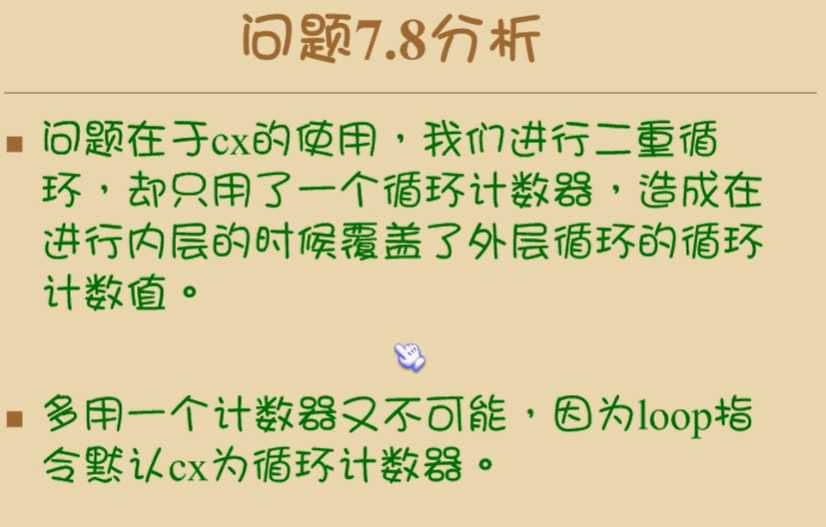 问题7.8分析
问题在于cx的使用，我们进行二重循
环，却只用了一个循环计数器，造成在
进行内层的时候覆盖了外层循环的循环
计数值。
多用一个计数器又不可能，因为loop指
令默认cx为循环计数器。